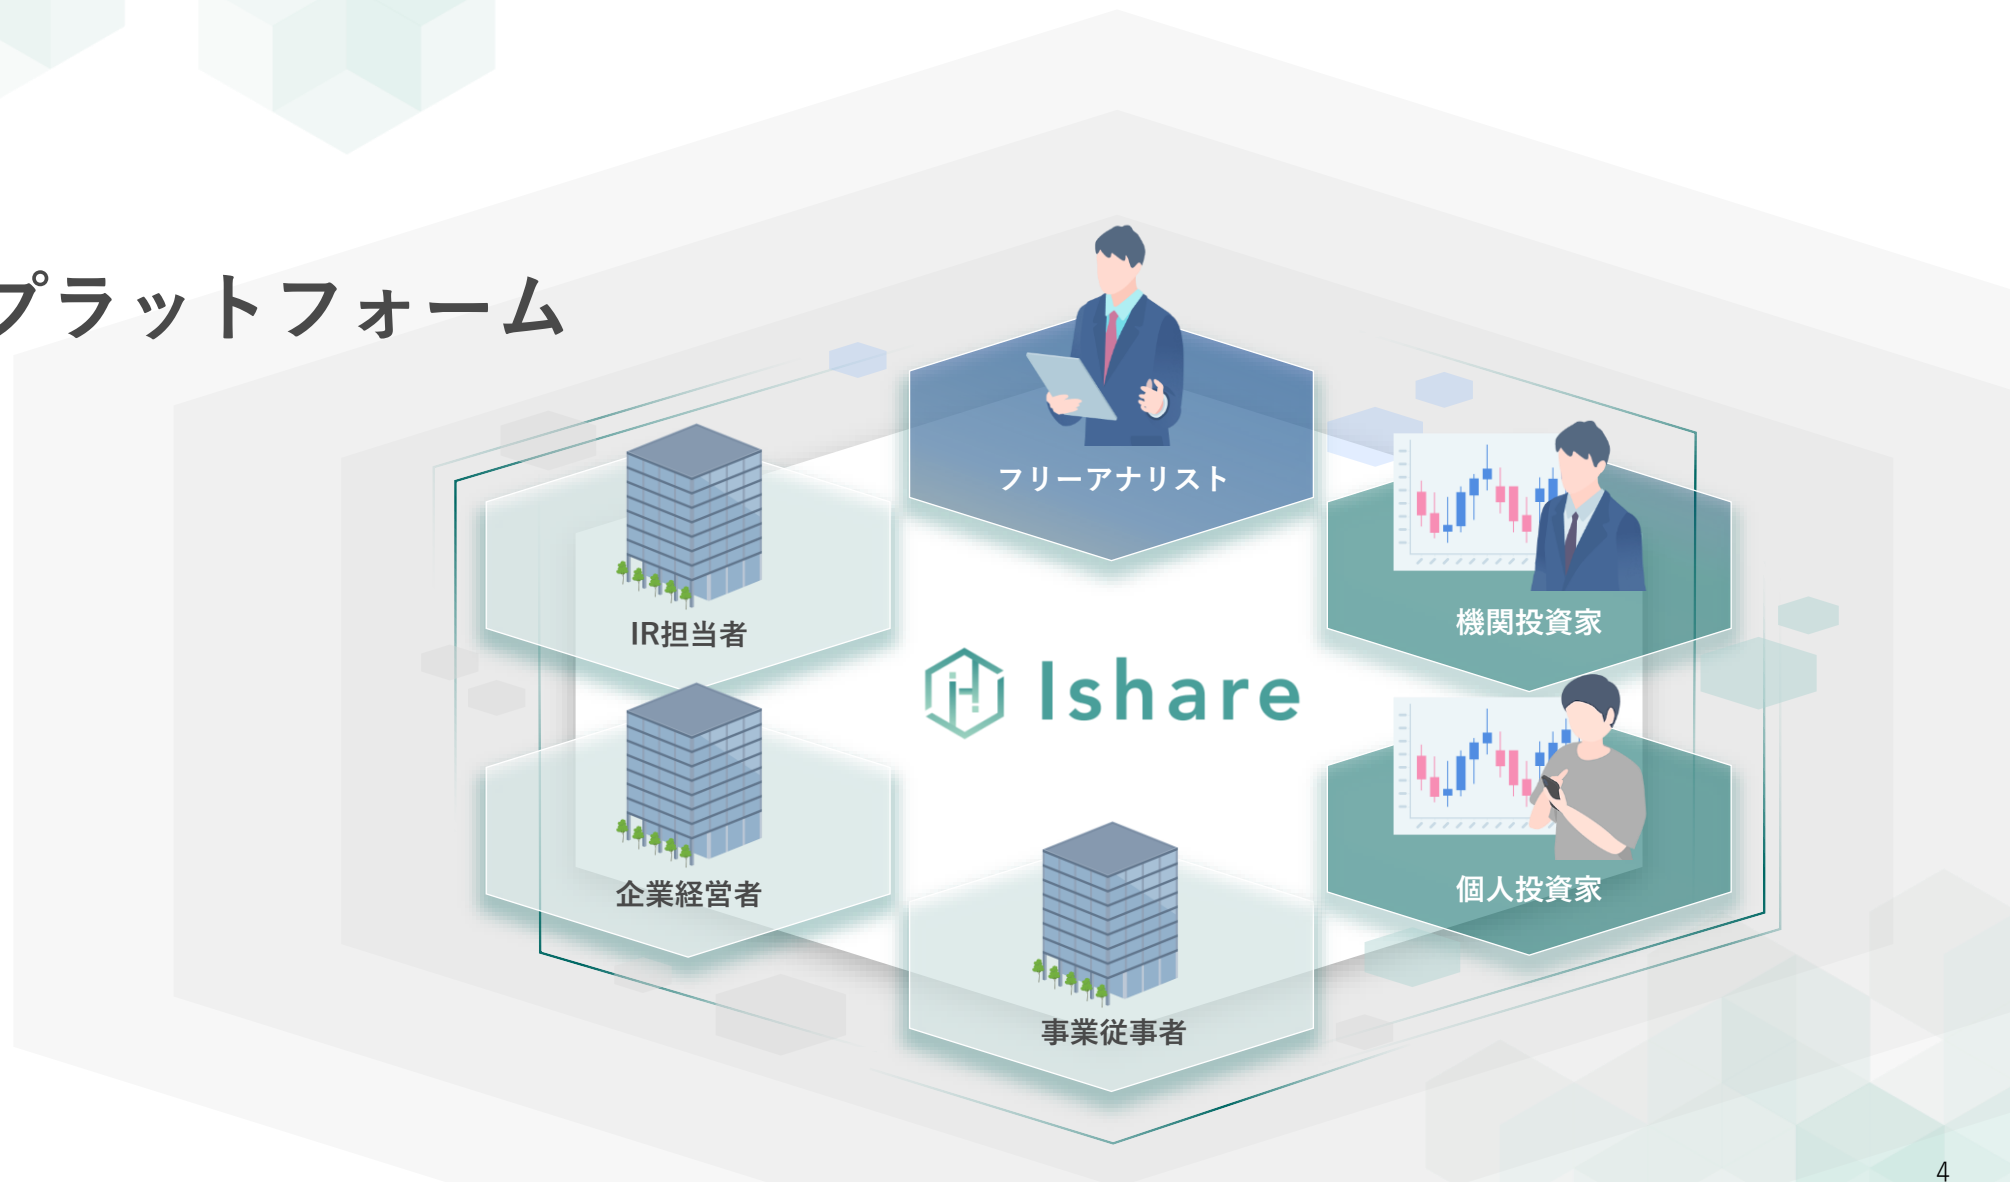 プラットフォーム
フリーアナリスト
IR担当者
機関投資家
Ishare
企業経営者
個人投資家
事業従事者
4